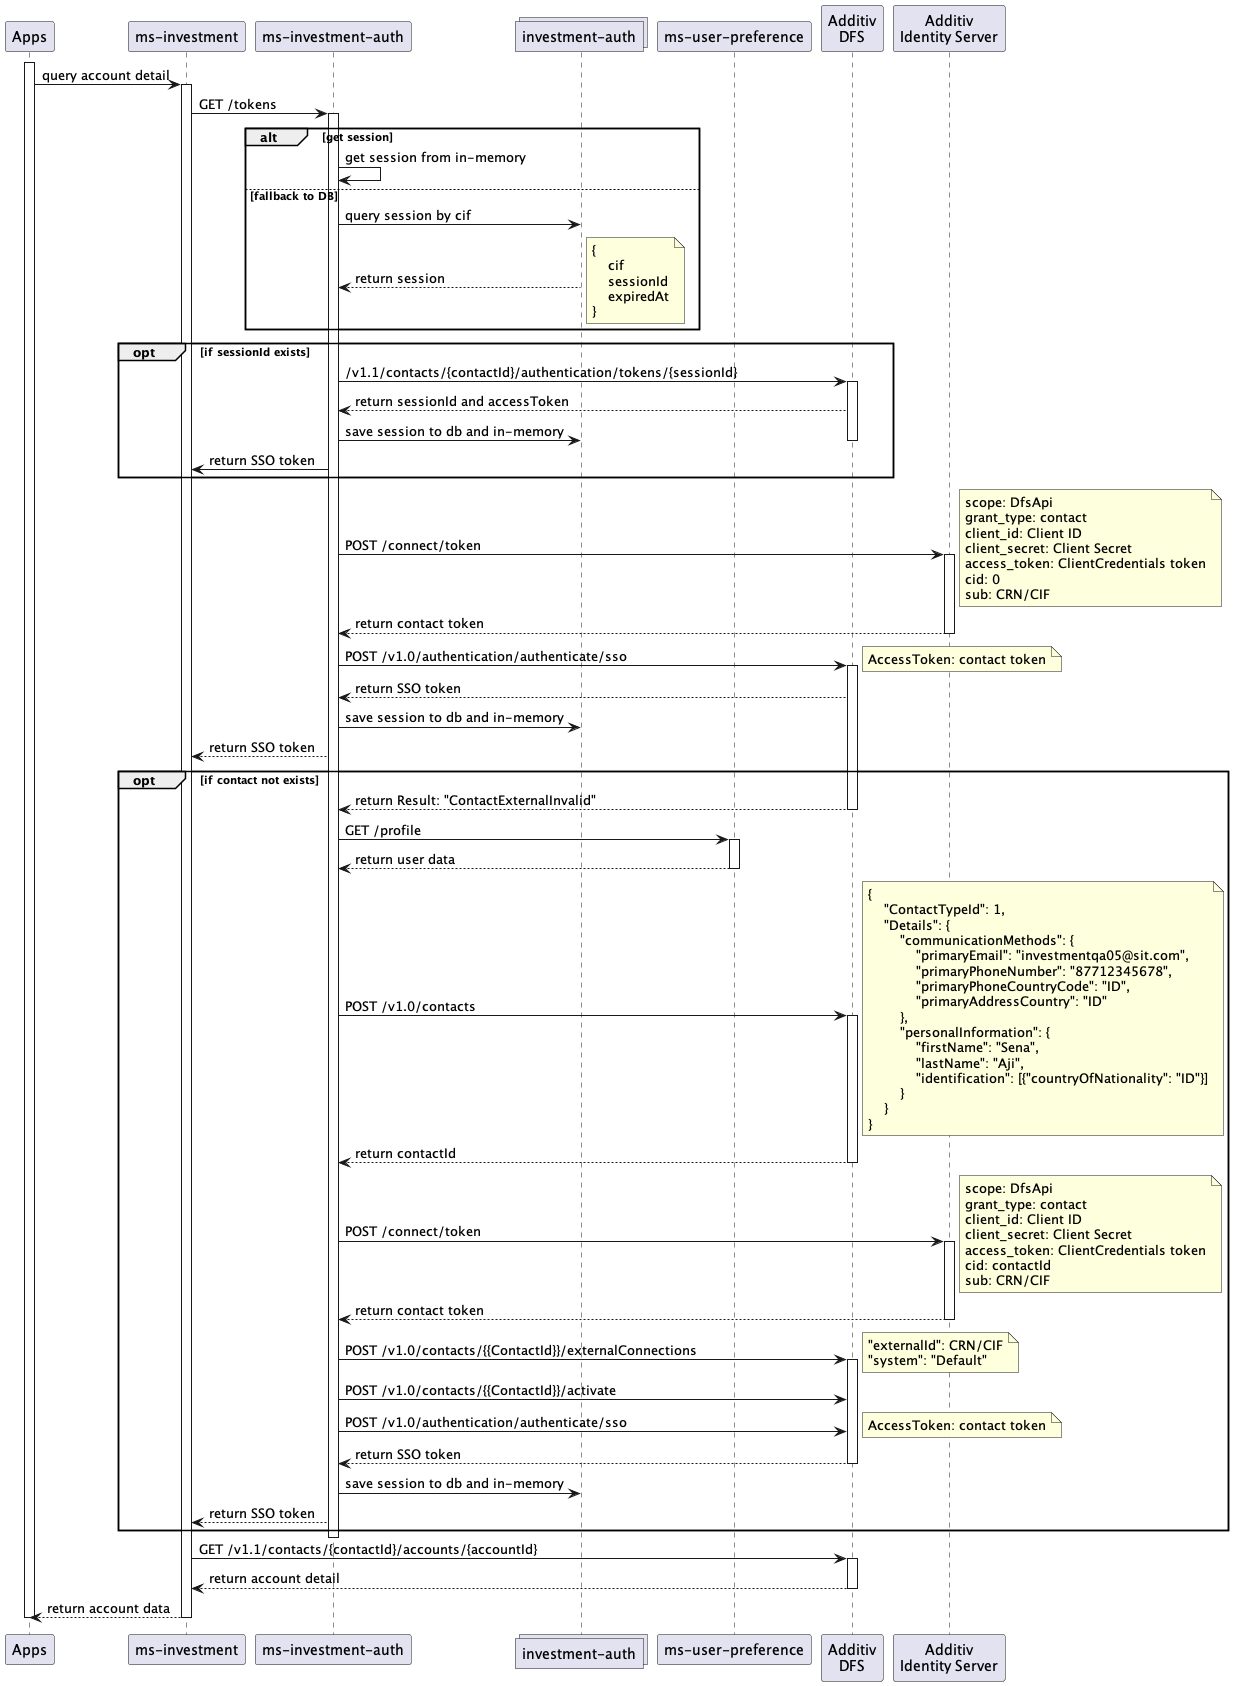 Apps
ms-investment
ms-investment-auth
investment-auth
ms-user-preference
Additiv
DFS
Additiv
Identity Server
query account detail
GET /tokens
alt
[get session]
get session from in-memory
[fallback to DB]
query session by cif
{
cif
sessionId
expiredAt
}
return session
opt
[if sessionId exists]
/v1.1/contacts/{contactId}/authentication/tokens/{sessionId}
return sessionId and accessToken
save session to db and in-memory
return SSO token
scope: DfsApi
grant_type: contact
client_id: Client ID
client_secret: Client Secret
access_token: ClientCredentials token
cid: 0
sub: CRN/CIF
POST /connect/token
return contact token
POST /v1.0/authentication/authenticate/sso
AccessToken: contact token
return SSO token
save session to db and in-memory
return SSO token
opt
[if contact not exists]
return Result: "ContactExternalInvalid"
GET /profile
return user data
{
"ContactTypeId": 1,
"Details": {
"communicationMethods": {
"primaryEmail": "investmentqa05@sit.com",
"primaryPhoneNumber": "87712345678",
"primaryPhoneCountryCode": "ID",
"primaryAddressCountry": "ID"
},
"personalInformation": {
"firstName": "Sena",
"lastName": "Aji",
"identification": [{"countryOfNationality": "ID"}]
}
}
}
POST /v1.0/contacts
return contactId
scope: DfsApi
grant_type: contact
client_id: Client ID
client_secret: Client Secret
access_token: ClientCredentials token
cid: contactId
sub: CRN/CIF
POST /connect/token
return contact token
POST /v1.0/contacts/{{ContactId}}/externalConnections
"externalId": CRN/CIF
"system": "Default"
POST /v1.0/contacts/{{ContactId}}/activate
POST /v1.0/authentication/authenticate/sso
AccessToken: contact token
return SSO token
save session to db and in-memory
return SSO token
GET /v1.1/contacts/{contactId}/accounts/{accountId}
return account detail
return account data
Apps
ms-investment
ms-investment-auth
investment-auth
ms-user-preference
Additiv
DFS
Additiv
Identity Server